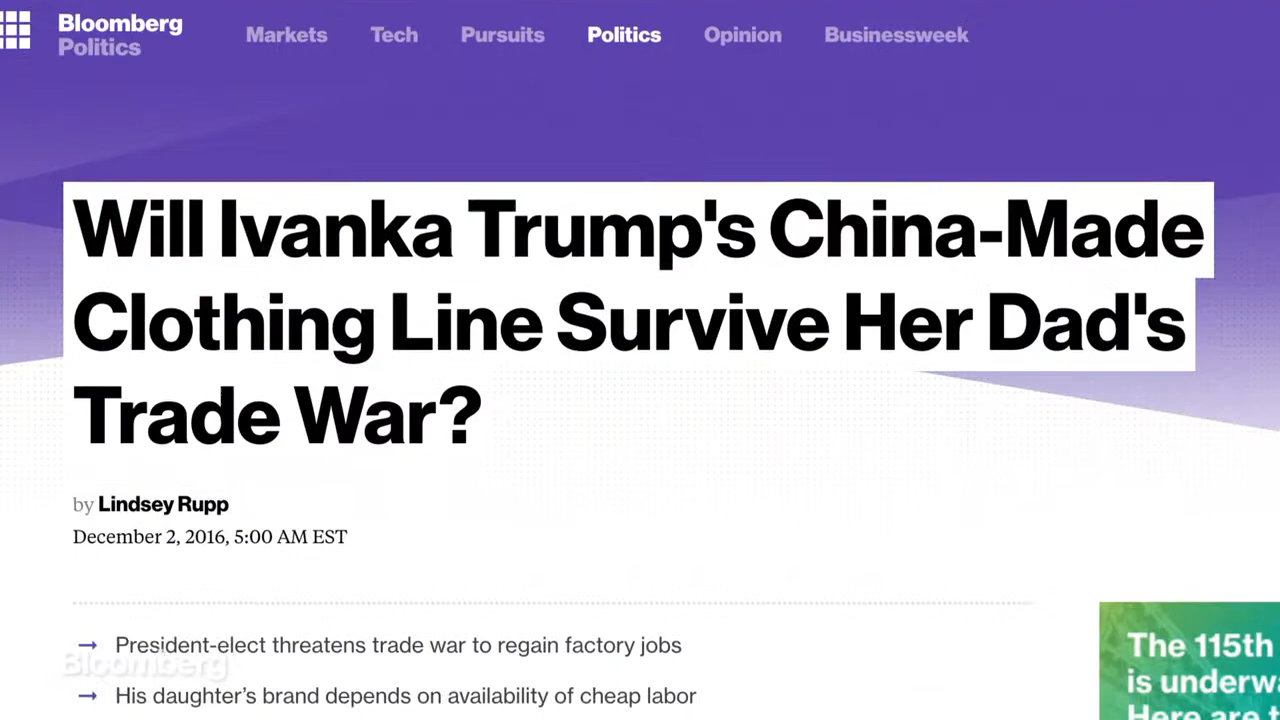 Bloomberg
Politics
Markets Tech Pursuits Politics Opinion Businessweek
Will Ivanka Trump's China-Made
Clothing Line Survive Her Dad's
Trade War?
by Lindsey Rupp
December 2, 2016, 5:00 AM EST
→ President-elect threatens trade war to regain factory jobs
Bloomberg
→ His daughter’s brand depends on availability of cheap labor
The 115th
is underw